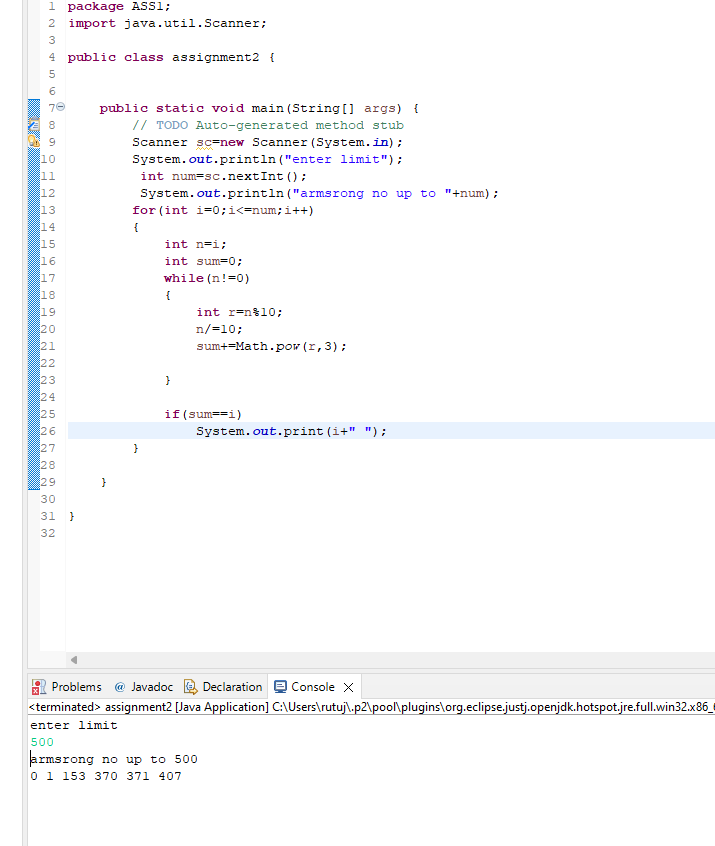 1 package ASS1;
2 import java.util.Scanner;
3
4 public class assignment2 {
5
6
7 public static void main(String[] args) {
8 // TODO Auto-generated method stub
9 Scanner sc=new Scanner(System.in);
10 System.out.println("enter limit");
11 int num=sc.nextInt();
12 System.out.println("armsrong no up to "+num);
13 for(int i=0;i<=num;i++)
14 {
15 int n=i;
16 int sum=0;
17 while(n!=0)
18 {
19 int r=n%10;
20 n/=10;
21 sum+=Math.pow(r,3);
22
23 }
24
25 if(sum==i)
26 System.out.print(i+" ");
27 }
28
29 }
30
31 }
32
Problems @ Javadoc Declaration Console
<terminated> assignment2 [Java Application] C:\Users\rutuj\.p2\pool\plugins\org.eclipse.justj.openjdk.hotspot.jre.full.win32.x86_
enter limit
500
armsrong no up to 500
0 1 153 370 371 407